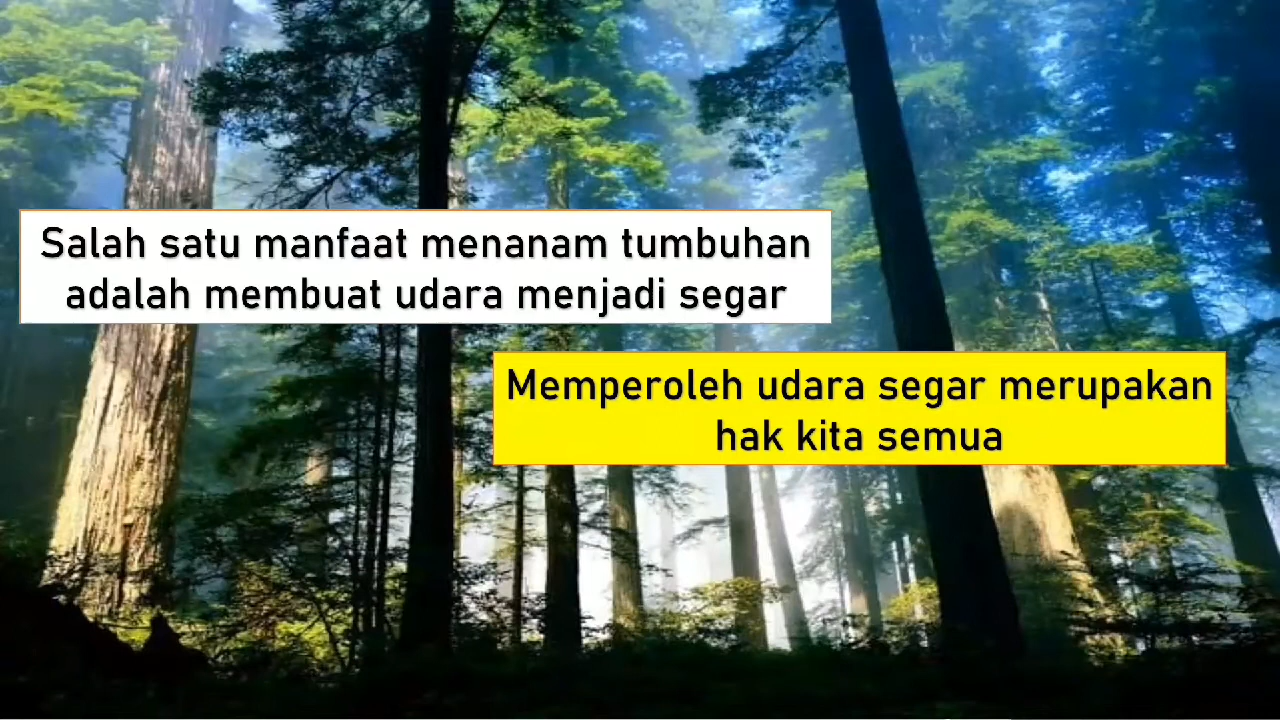 Salah satu manfaat menanam tumbuhan
adalah membuat udara menjadi segar
Memperoleh udara segar merupakan
hak kita semua